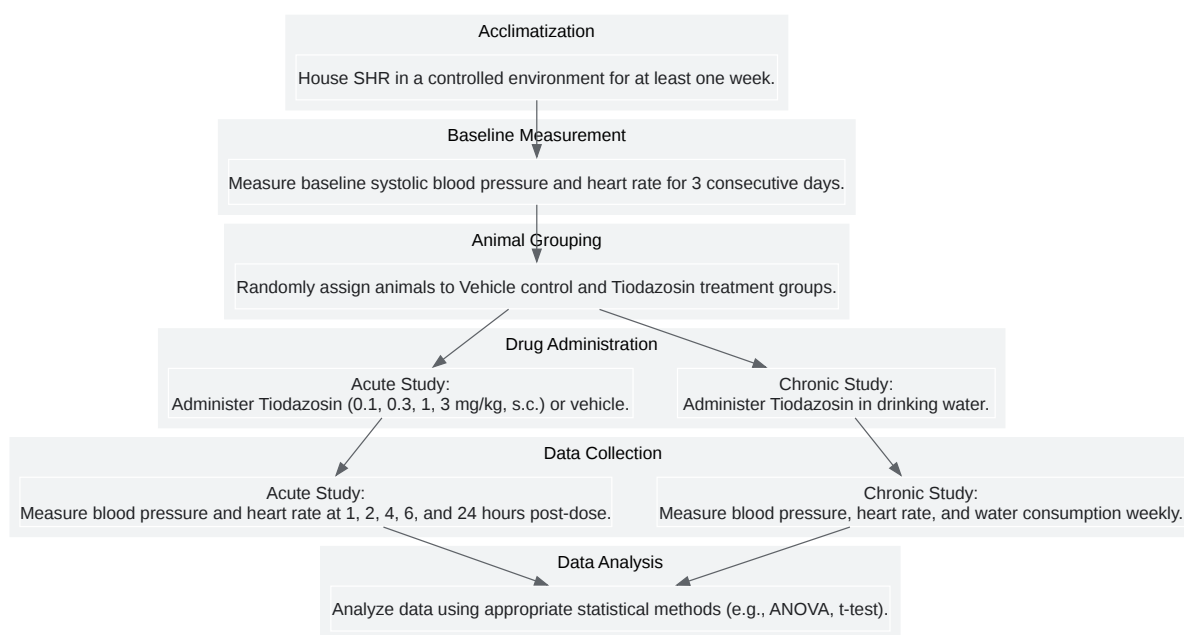 Acclimatization
House SHR in a controlled environment for at least one week.
Baseline Measurement
Measure baseline systolic blood pressure and heart rate for 3 consecutive days.
Animal Grouping
Randomly assign animals to Vehicle control and Tiodazosin treatment groups.
Drug Administration
Acute Study:
Administer Tiodazosin (0.1, 0.3, 1, 3 mg/kg, s.c.) or vehicle.
Chronic Study:
Administer Tiodazosin in drinking water.
Data Collection
Acute Study:
Measure blood pressure and heart rate at 1, 2, 4, 6, and 24 hours post-dose.
Chronic Study:
Measure blood pressure, heart rate, and water consumption weekly.
Data Analysis
Analyze data using appropriate statistical methods (e.g., ANOVA, t-test).